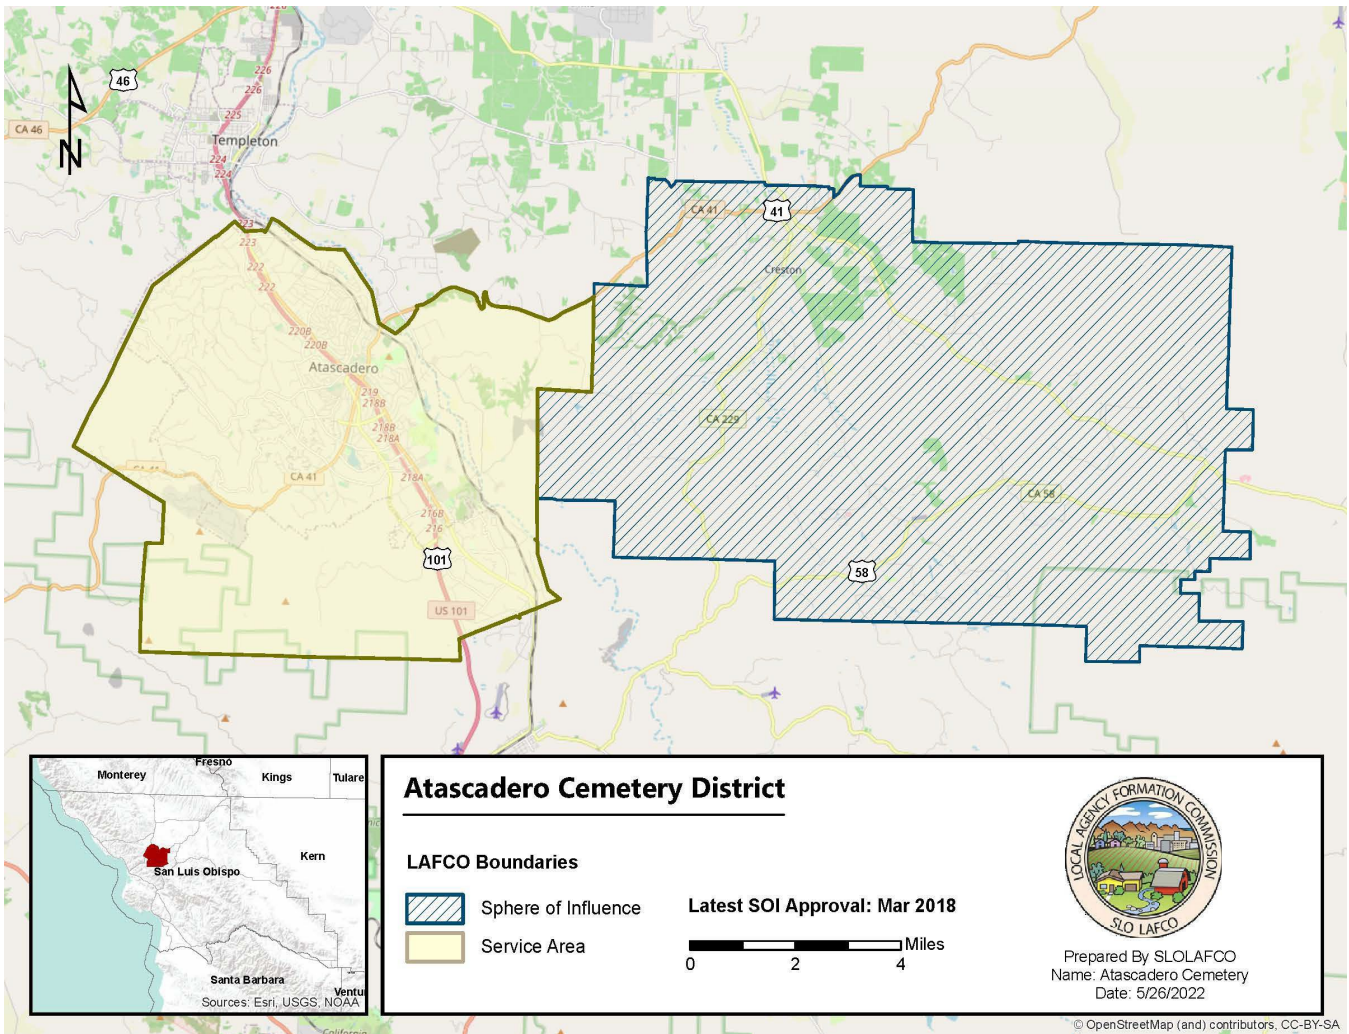 226
46
226
226
225
CA 46
Templeton
224
224
223
223
CA 41
41
222
222
Creston
220B
220B
Atascadero
219
218B
218B
218A
CA 229
CA 41
218A
CA 58
216B
216
101
58
US 101
N
Monterey
Fresno
Kings
Tulare
Kern
San Luis Obispo
Santa Barbara
Ventu
Sources: Esri, USGS, NOAA
California
Atascadero Cemetery District
LAFCO Boundaries
Sphere of Influence
Service Area
Latest SOI Approval: Mar 2018
Miles
0 2 4
LOCAL AGENCY FORMATION COMMISSION
SLO LAFCO
Prepared By SLOLAFCO
Name: Atascadero Cemetery
Date: 5/26/2022
© OpenStreetMap (and) contributors, CC-BY-SA